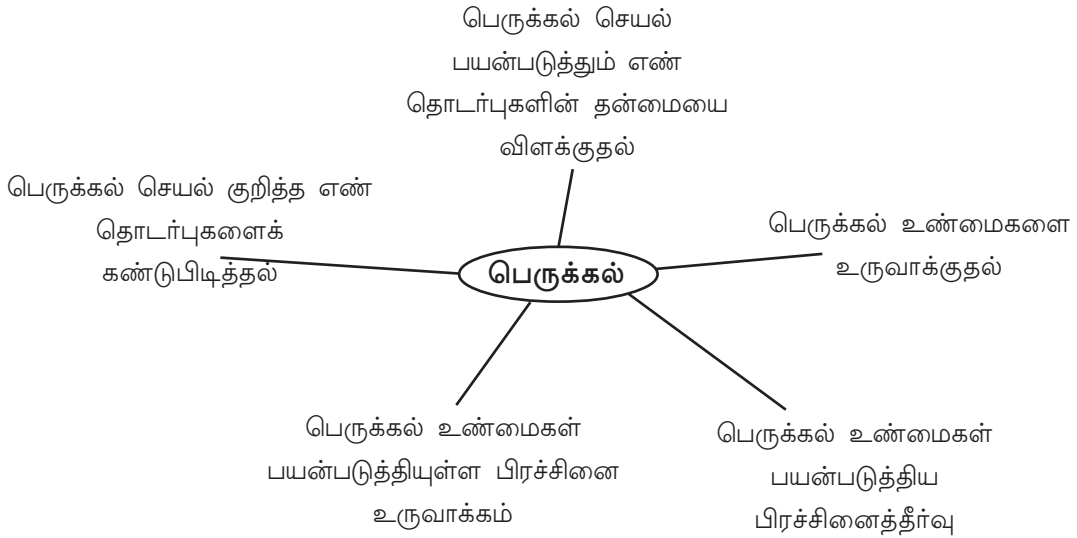 பெருக்கல் செயல்
பயன்படுத்தும் எண்
தொடர்புகளின் தன்மையை
விளக்குதல்
பெருக்கல் செயல் குறித்த எண்
தொடர்புகளைக்
கண்டுபிடித்தல்
பெருக்கல்
பெருக்கல் உண்மைகளை
உருவாக்குதல்
பெருக்கல் உண்மைகள்
பயன்படுத்தியுள்ள பிரச்சினை
உருவாக்கம்
பெருக்கல் உண்மைகள்
பயன்படுத்திய
பிரச்சினைத்தீர்வு